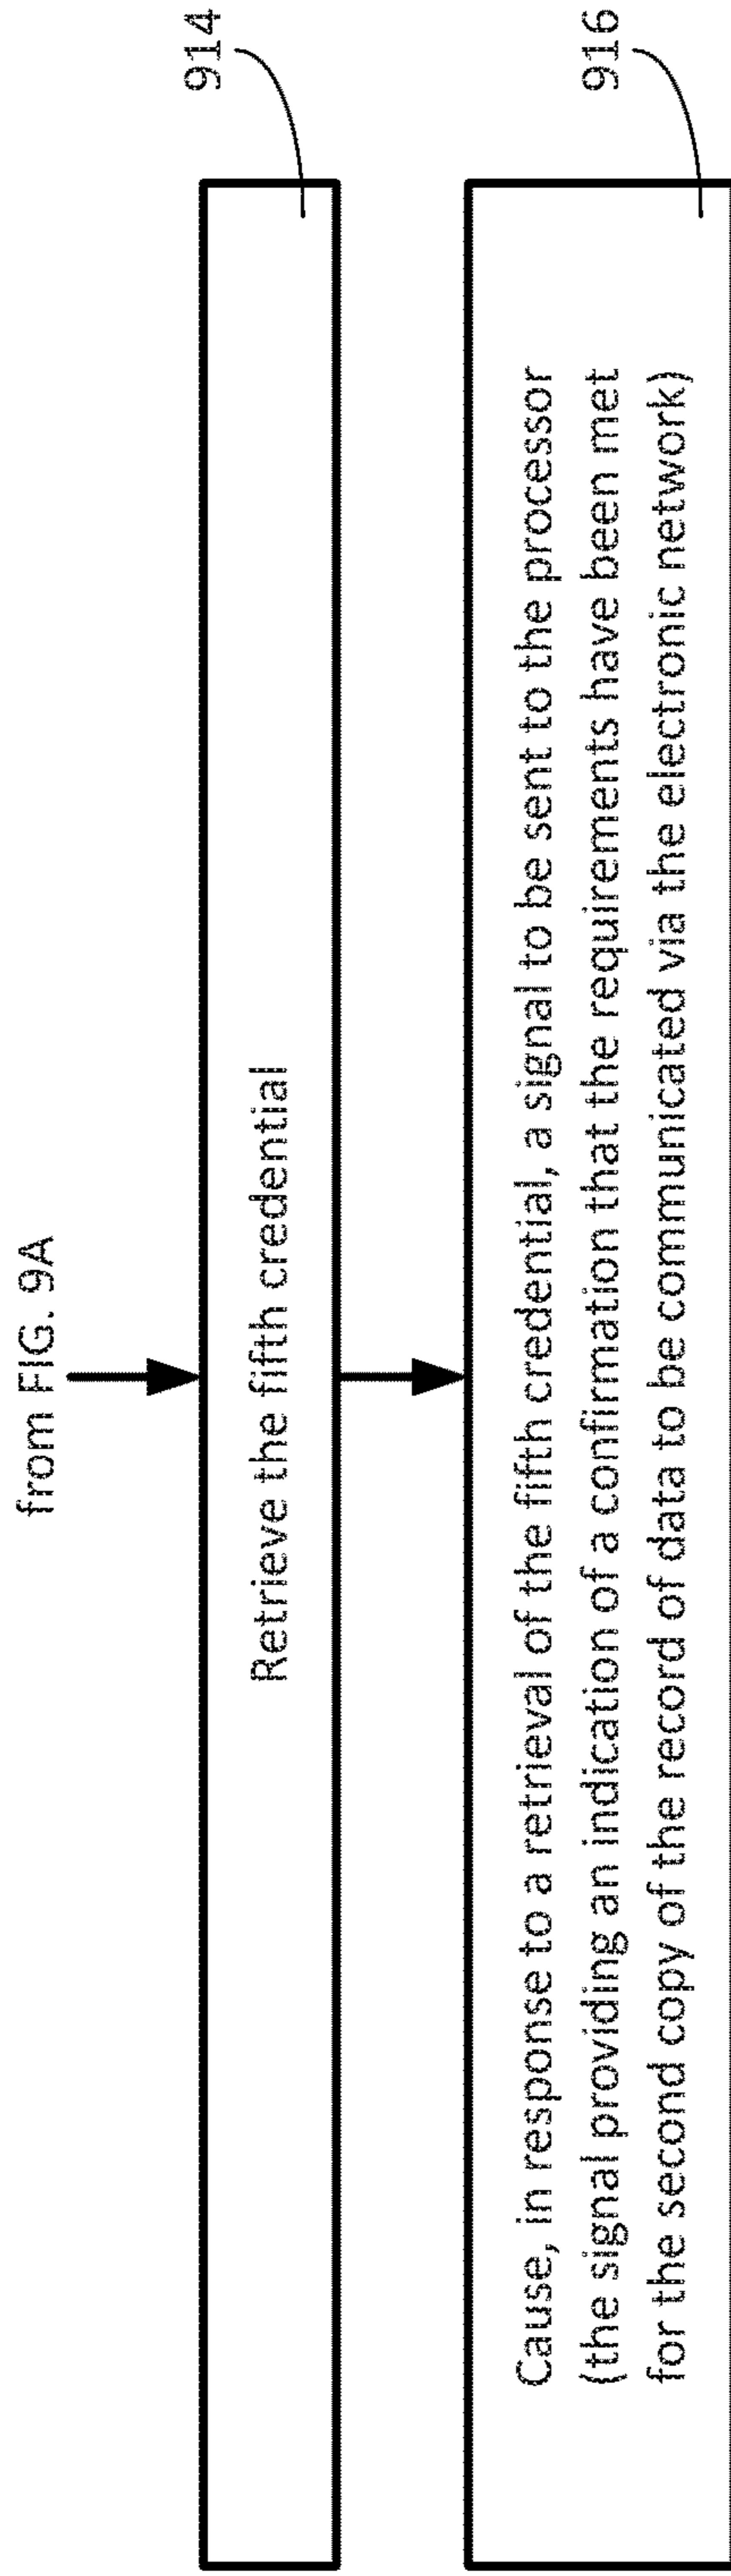 from FIG. 9A
Retrieve the fifth credential
914
Cause, in response to a retrieval of the fifth credential, a signal to be sent to the processor
(the signal providing an indication of a confirmation that the requirements have been met
for the second copy of the record of data to be communicated via the electronic network)
916